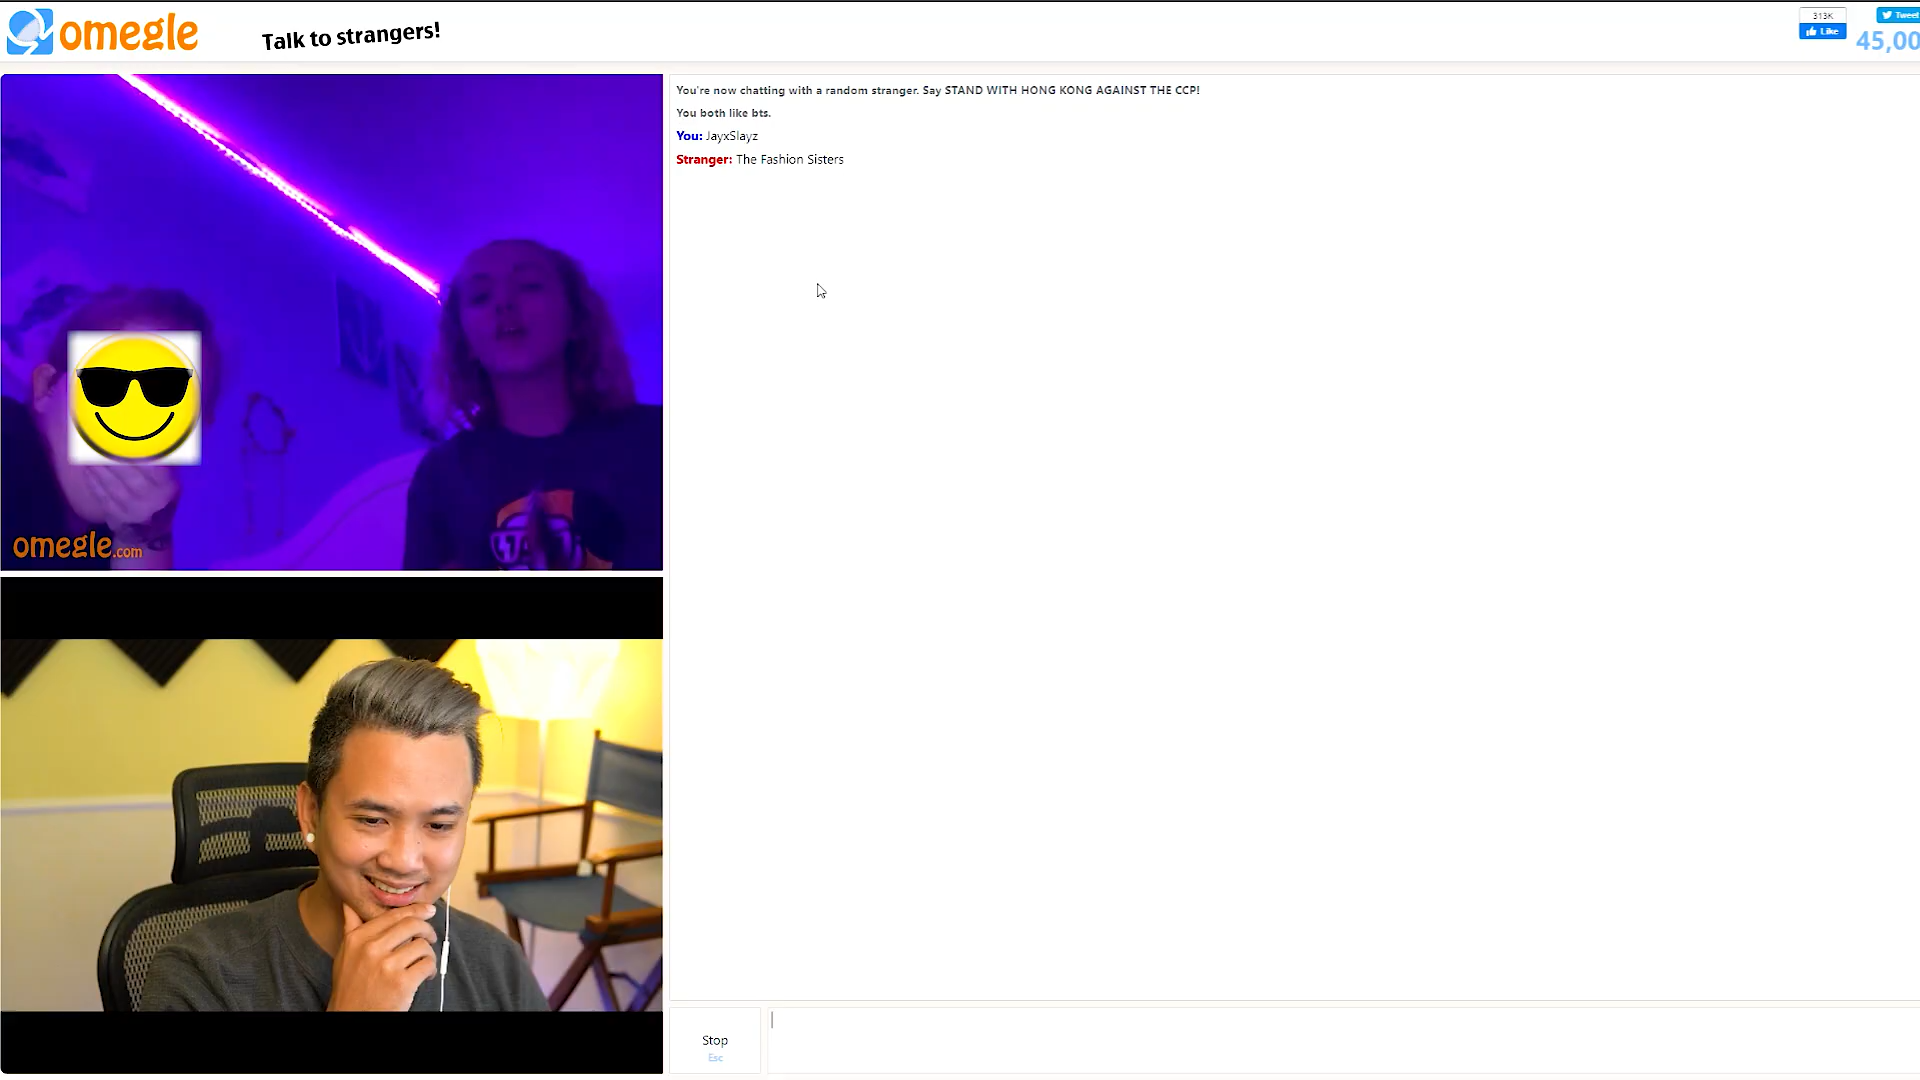 omegle
Talk to strangers!
313K
Like
Tweet
45,00
You're now chatting with a random stranger. Say STAND WITH HONG KONG AGAINST THE CCP!
You both like bts.
You: JayxSlayz
Stranger: The Fashion Sisters
omegle.com
Stop
Esc